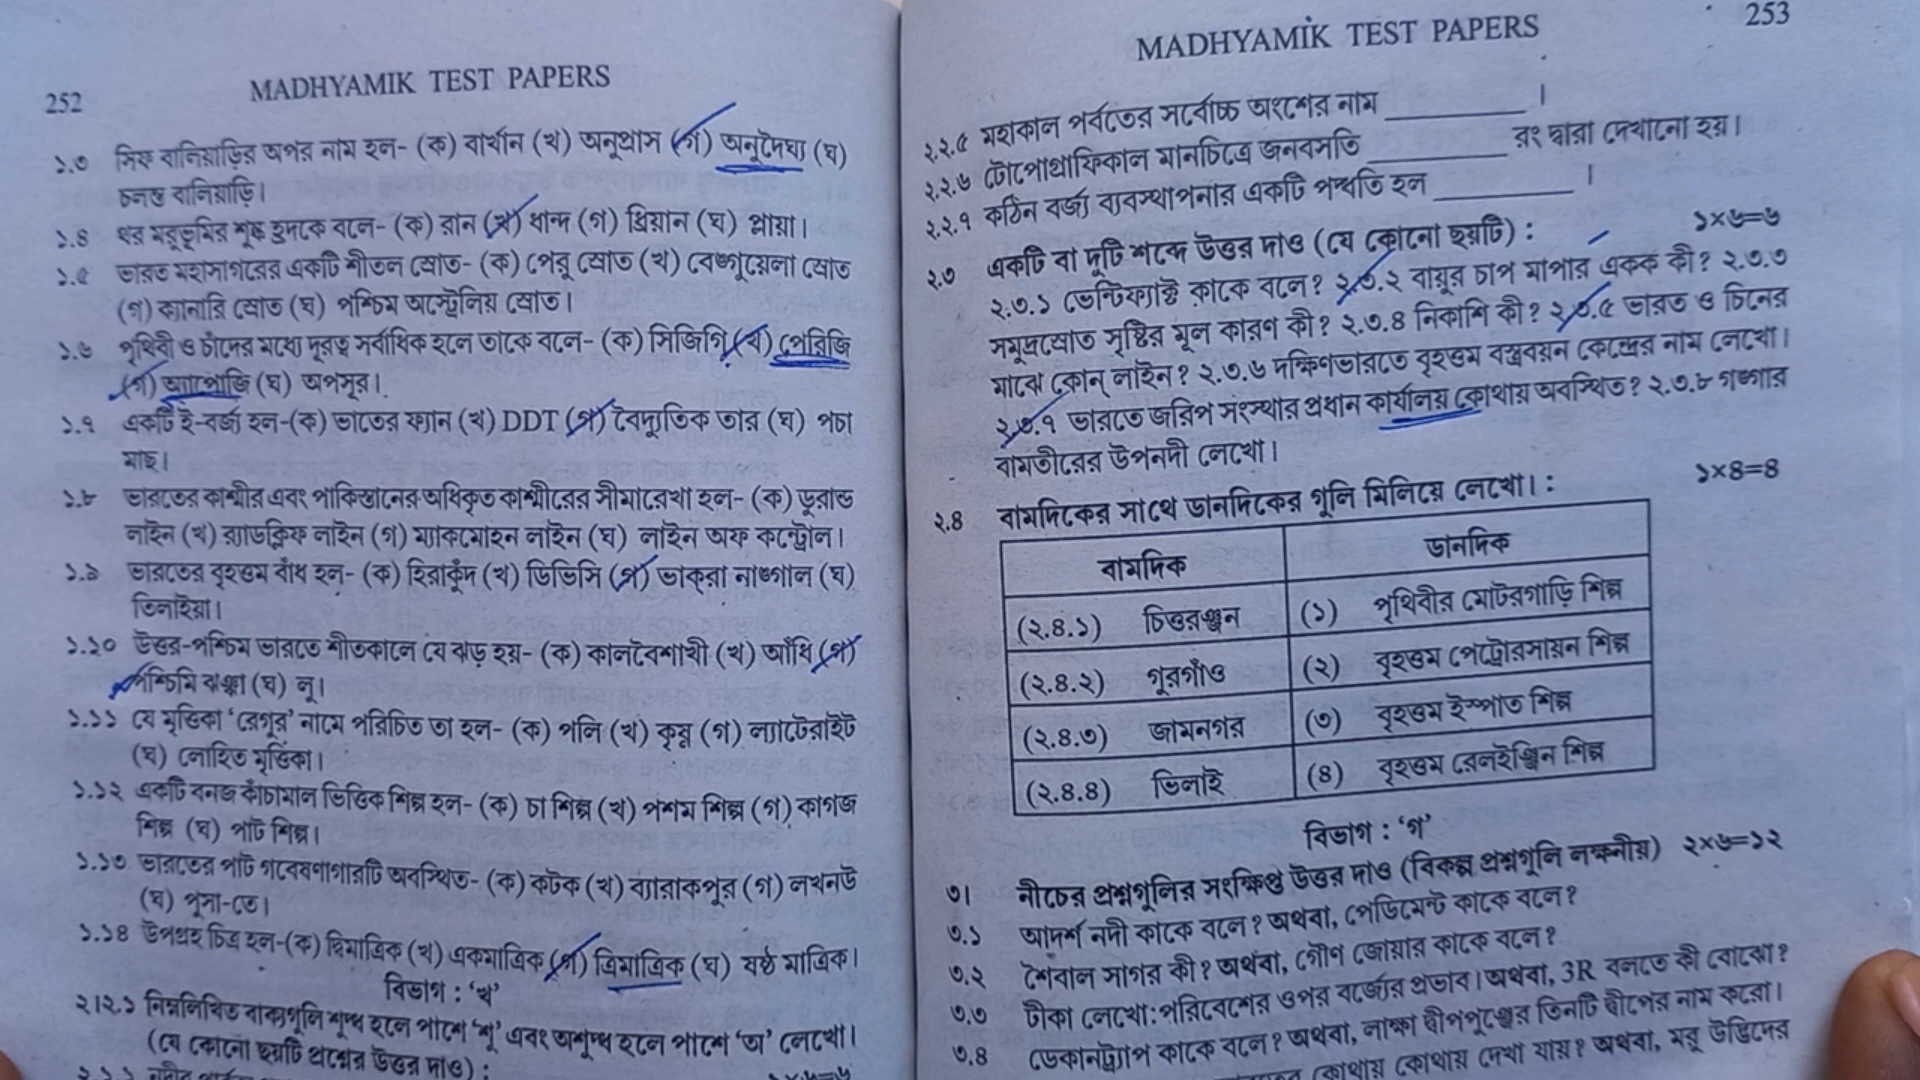 252
MADHYAMIK TEST PAPERS
১.৩ সিফ বালিয়াড়ির অপর নাম হল- (ক) বার্খান (খ) অনুপ্রাস (গ) অনুদৈর্ঘ্য (ঘ)
চলন্ত বালিয়াড়ি।
১.৪ থর মরুভূমির শুষ্ক হ্রদকে বলে- (ক) রান (খ) ধান্দ (গ) থ্রিয়ান (ঘ) প্লায়া।
১.৫ ভারত মহাসাগরের একটি শীতল স্রোত- (ক) পেরু স্রোত (খ) বেঙ্গুয়েলা স্রোত
(গ) ক্যানারি স্রোত (ঘ) পশ্চিম অস্ট্রেলিয় স্রোত।
১.৬ পৃথিবী ও চাঁদের মধ্যে দূরত্ব সর্বাধিক হলে তাকে বলে- (ক) সিজিগি (খ) পেরিজি
(গ) অ্যাপোজি (ঘ) অপসূর।
১.৭ একটি ই-বর্জ্য হল-(ক) ভাতের ফ্যান (খ) DDT (গ) বৈদ্যুতিক তার (ঘ) পচা
মাছ।
১.৮ ভারতের কাশ্মীর এবং পাকিস্তানের অধিকৃত কাশ্মীরের সীমারেখা হল- (ক) ডুরান্ড
লাইন (খ) র‍্যাডক্লিফ লাইন (গ) ম্যাকমোহন লাইন (ঘ) লাইন অফ কন্ট্রোল।
১.৯ ভারতের বৃহত্তম বাঁধ হল- (ক) হিরাকুঁদ (খ) ডিভিসি (গ) ভাক্‌রা নাঙ্গাল (ঘ)
তিলাইয়া।
১.১০ উত্তর-পশ্চিম ভারতে শীতকালে যে ঝড় হয়- (ক) কালবৈশাখী (খ) আঁধি (গ)
পশ্চিমি ঝঞ্ঝা (ঘ) লু।
১.১১ যে মৃত্তিকা ‘রেগুর’ নামে পরিচিত তা হল- (ক) পলি (খ) কৃষ্ণ (গ) ল্যাটেরাইট
(ঘ) লোহিত মৃত্তিকা।
১.১২ একটি বনজ কাঁচামাল ভিত্তিক শিল্প হল- (ক) চা শিল্প (খ) পশম শিল্প (গ) কাগজ
শিল্প (ঘ) পাট শিল্প।
১.১৩ ভারতের পাট গবেষণাগারটি অবস্থিত- (ক) কটক (খ) ব্যারাকপুর (গ) লখনউ
(ঘ) পুসা-তে।
১.১৪ উপগ্রহ চিত্র হল-(ক) দ্বিমাত্রিক (খ) একমাত্রিক (গ) ত্রিমাত্রিক (ঘ) ষষ্ঠ মাত্রিক।
বিভাগ : ‘খ’
২।২.১ নিম্নলিখিত বাক্যগুলি শুদ্ধ হলে পাশে ‘শু’ এবং অশুদ্ধ হলে পাশে ‘অ’ লেখো।
(যে কোনো ছয়টি প্রশ্নের উত্তর দাও) :
253
MADHYAMIK TEST PAPERS
২.২.৫ মহাকাল পর্বতের সর্বোচ্চ অংশের নাম ________ ।
২.২.৬ টোপোগ্রাফিকাল মানচিত্রে জনবসতি ________ রং দ্বারা দেখানো হয়।
২.২.৭ কঠিন বর্জ্য ব্যবস্থাপনার একটি পদ্ধতি হল ________ ।
২.৩ একটি বা দুটি শব্দে উত্তর দাও (যে কোনো ছয়টি) : ১×৬=৬
২.৩.১ ভেন্টিফ্যাক্ট কাকে বলে? ২.৩.২ বায়ুর চাপ মাপার একক কী? ২.৩.৩
সমুদ্রস্রোত সৃষ্টির মূল কারণ কী? ২.৩.৪ নিকাশি কী? ২.৩.৫ ভারত ও চিনের
মাঝে কোন্ লাইন? ২.৩.৬ দক্ষিণভারতে বৃহত্তম বস্ত্রবয়ন কেন্দ্রের নাম লেখো।
২.৩.৭ ভারতে জরিপ সংস্থার প্রধান কার্যালয় কোথায় অবস্থিত? ২.৩.৮ গঙ্গার
বামতীরের উপনদী লেখো।
২.৪ বামদিকের সাথে ডানদিকের গুলি মিলিয়ে লেখো। : ১×৪=৪
বামদিক ডানদিক
(২.৪.১) চিত্তরঞ্জন (১) পৃথিবীর মোটরগাড়ি শিল্প
(২.৪.২) গুরগাঁও (২) বৃহত্তম পেট্রোরসায়ন শিল্প
(২.৪.৩) জামনগর (৩) বৃহত্তম ইস্পাত শিল্প
(২.৪.৪) ভিলাই (৪) বৃহত্তম রেলইঞ্জিন শিল্প
বিভাগ : ‘গ’
৩। নীচের প্রশ্নগুলির সংক্ষিপ্ত উত্তর দাও (বিকল্প প্রশ্নগুলি লক্ষনীয়) ২×৬=১২
৩.১ আদর্শ নদী কাকে বলে? অথবা, পেডিমেন্ট কাকে বলে?
৩.২ শৈবাল সাগর কী? অথবা, গৌণ জোয়ার কাকে বলে?
৩.৩ টীকা লেখো: পরিবেশের ওপর বর্জ্যের প্রভাব। অথবা, 3R বলতে কী বোঝো?
৩.৪ ডেকানট্র্যাপ কাকে বলে? অথবা, লাক্ষা দ্বীপপুঞ্জের তিনটি দ্বীপের নাম করো।
কোথায় কোথায় দেখা যায়? অথবা, মরু উদ্ভিদের